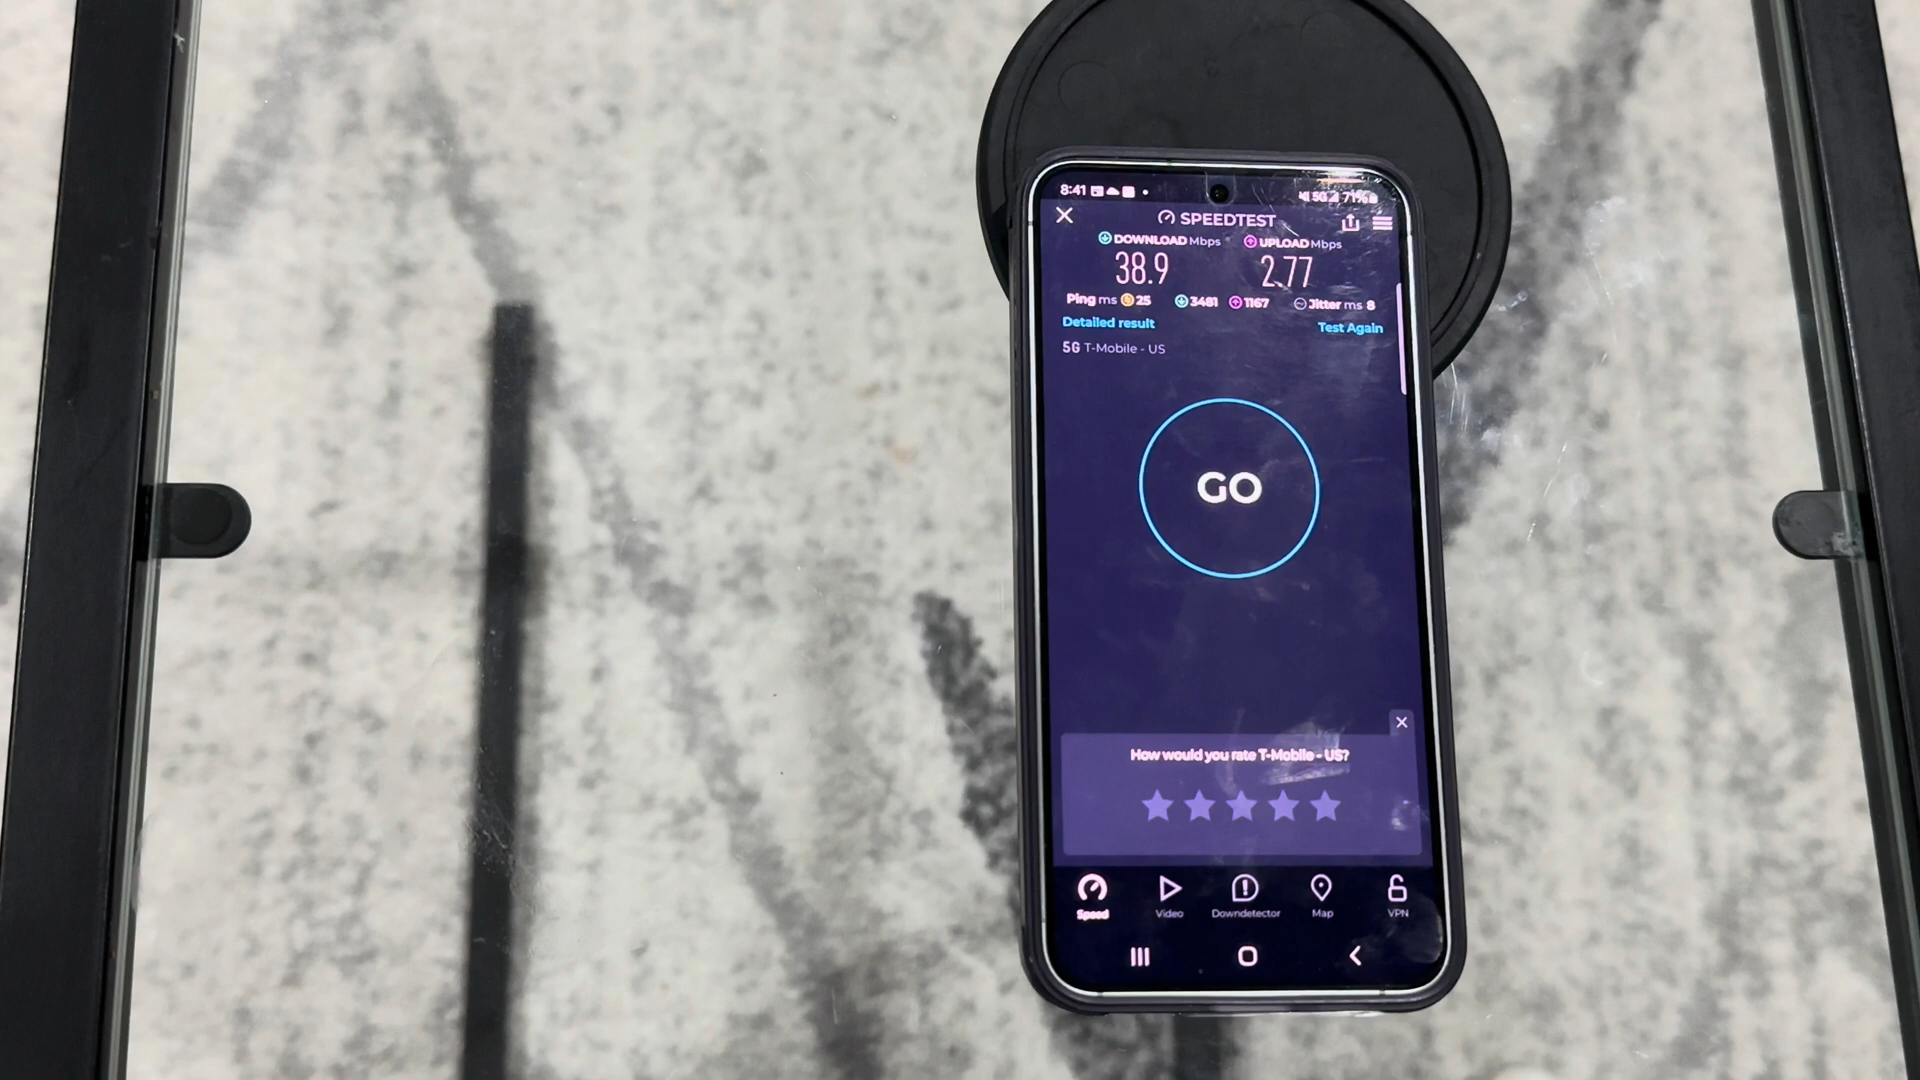 8:41 5G 71%
SPEEDTEST
DOWNLOAD Mbps UPLOAD Mbps
38.9 2.77
Ping ms 25 3481 1167 Jitter ms 8
Detailed result Test Again
5G T-Mobile - US
GO
How would you rate T-Mobile - US?
Speed Video Downdetector Map VPN